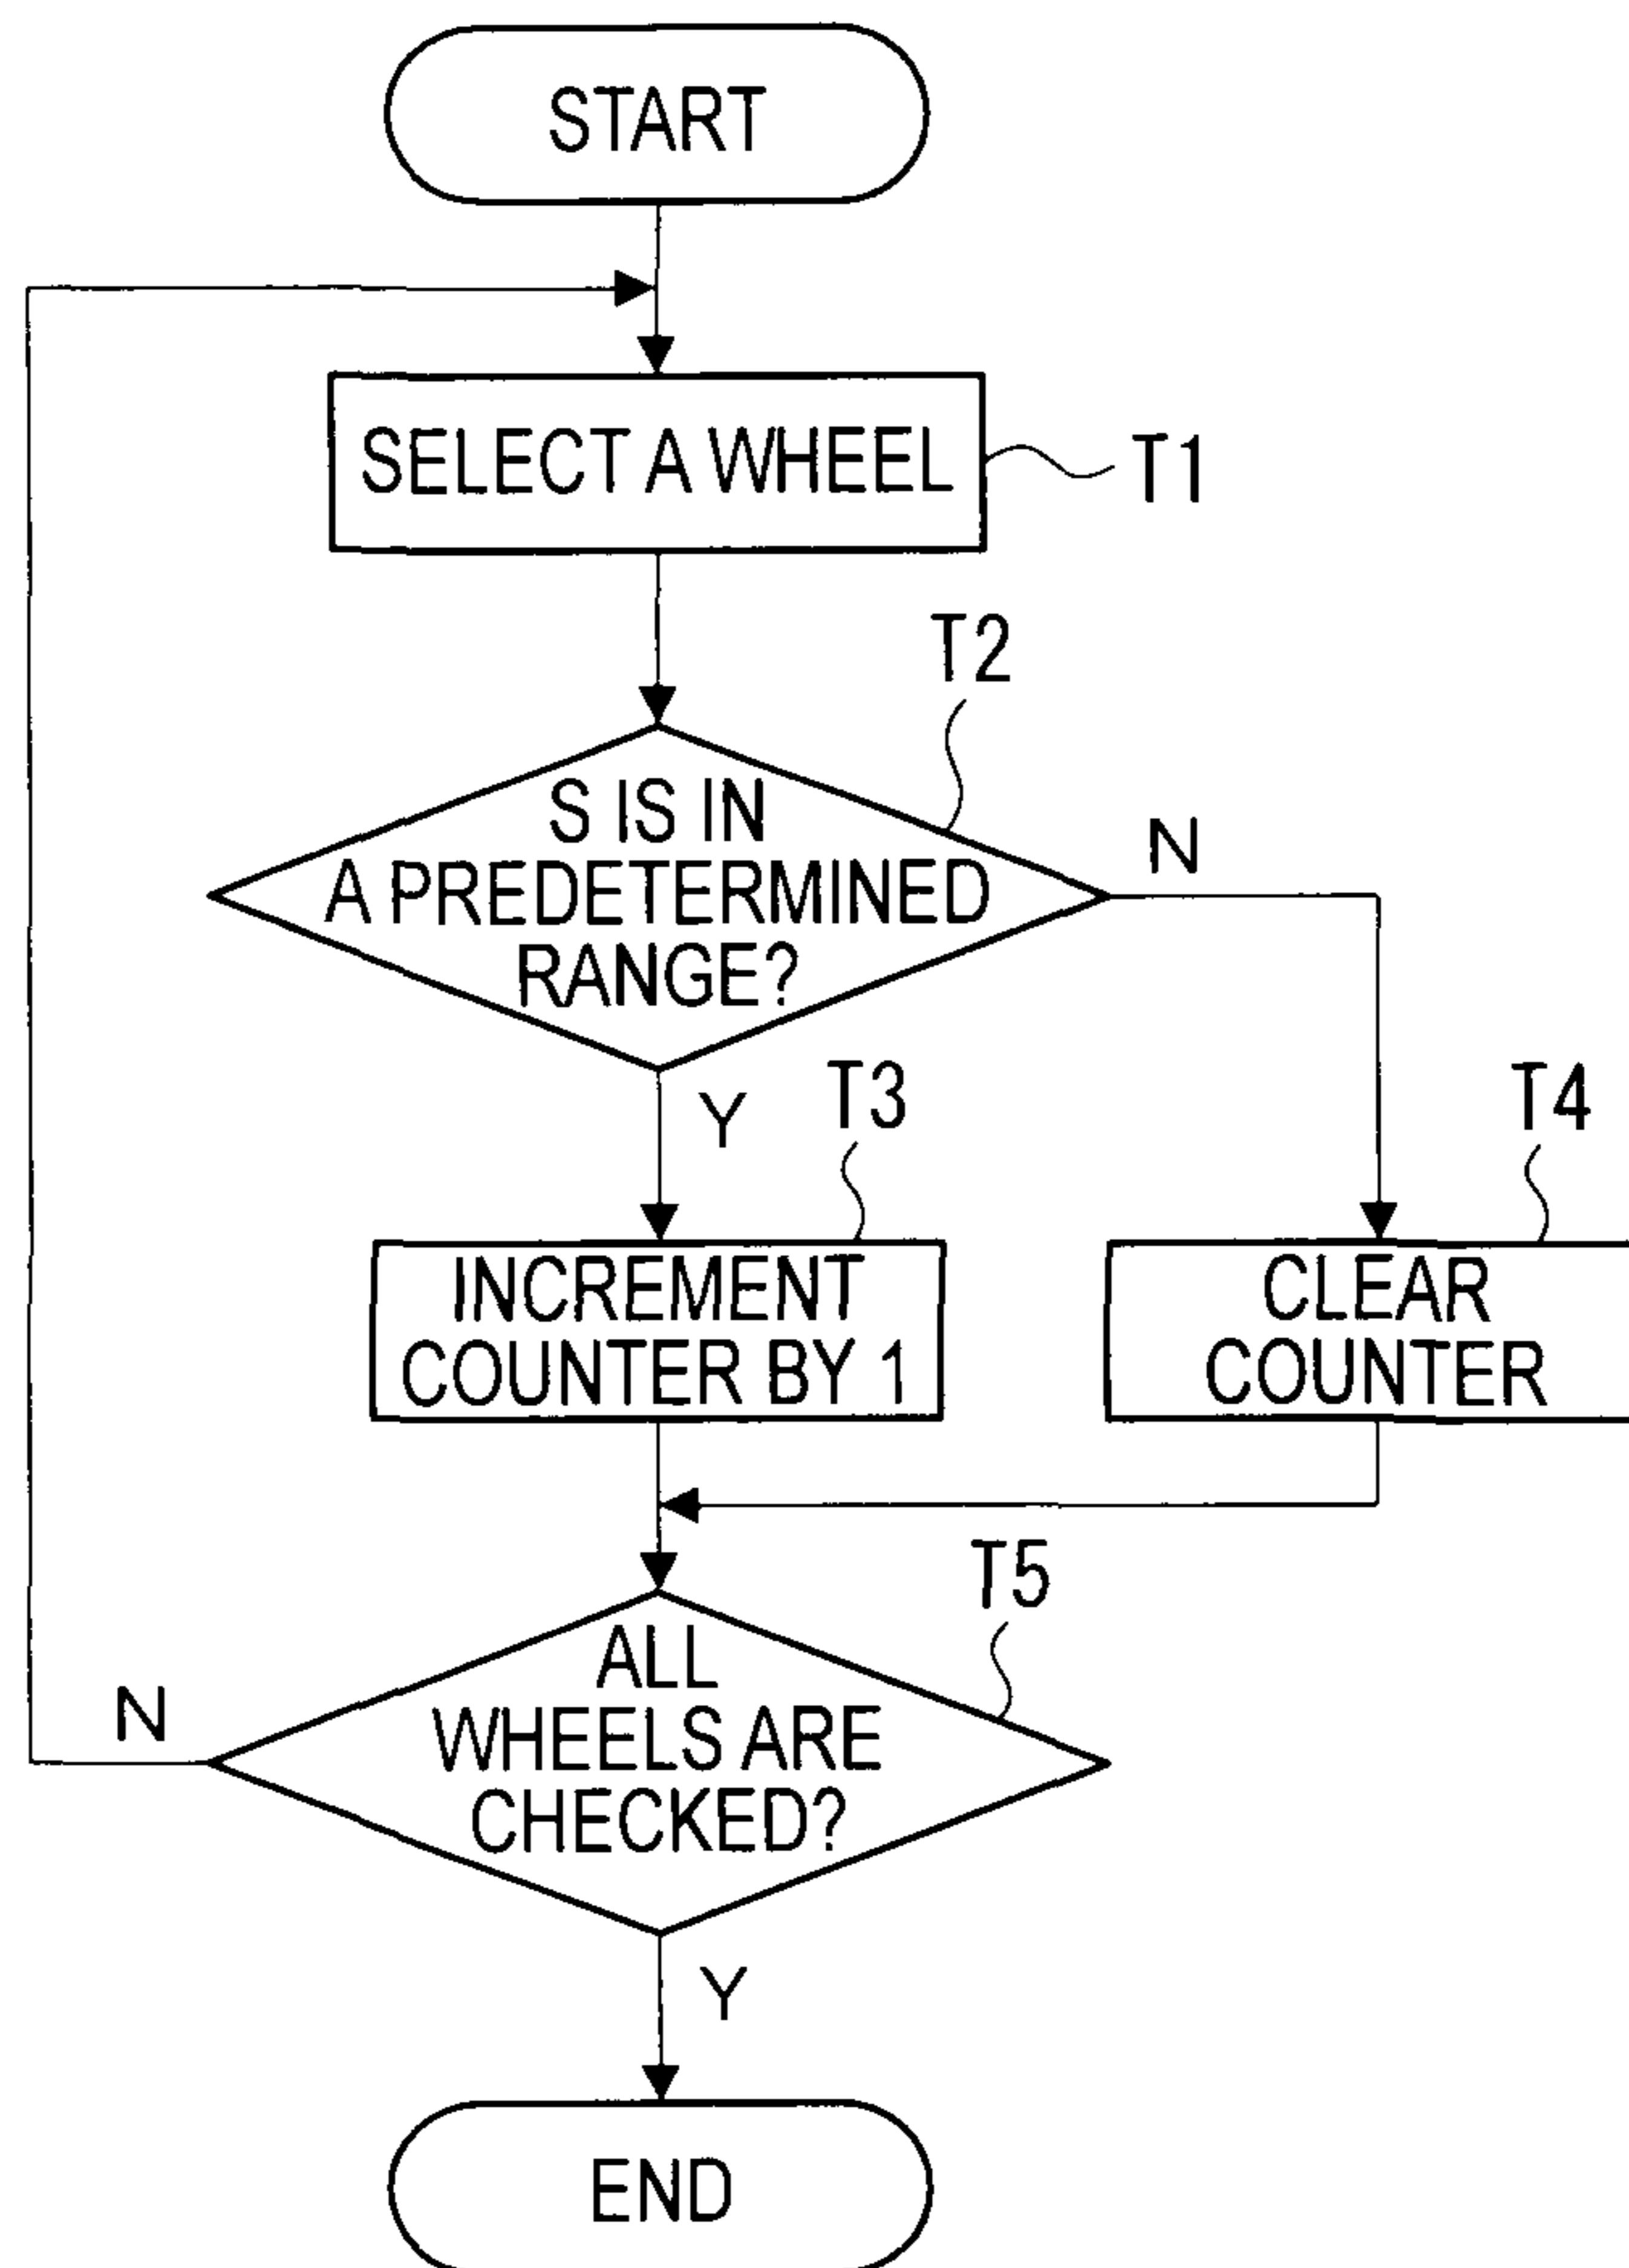 START
SELECT A WHEEL
T1
T2
S IS IN
A PREDETERMINED
RANGE?
N
Y
T3
T4
INCREMENT
COUNTER BY 1
CLEAR
COUNTER
T5
ALL
WHEELS ARE
CHECKED?
N
Y
END